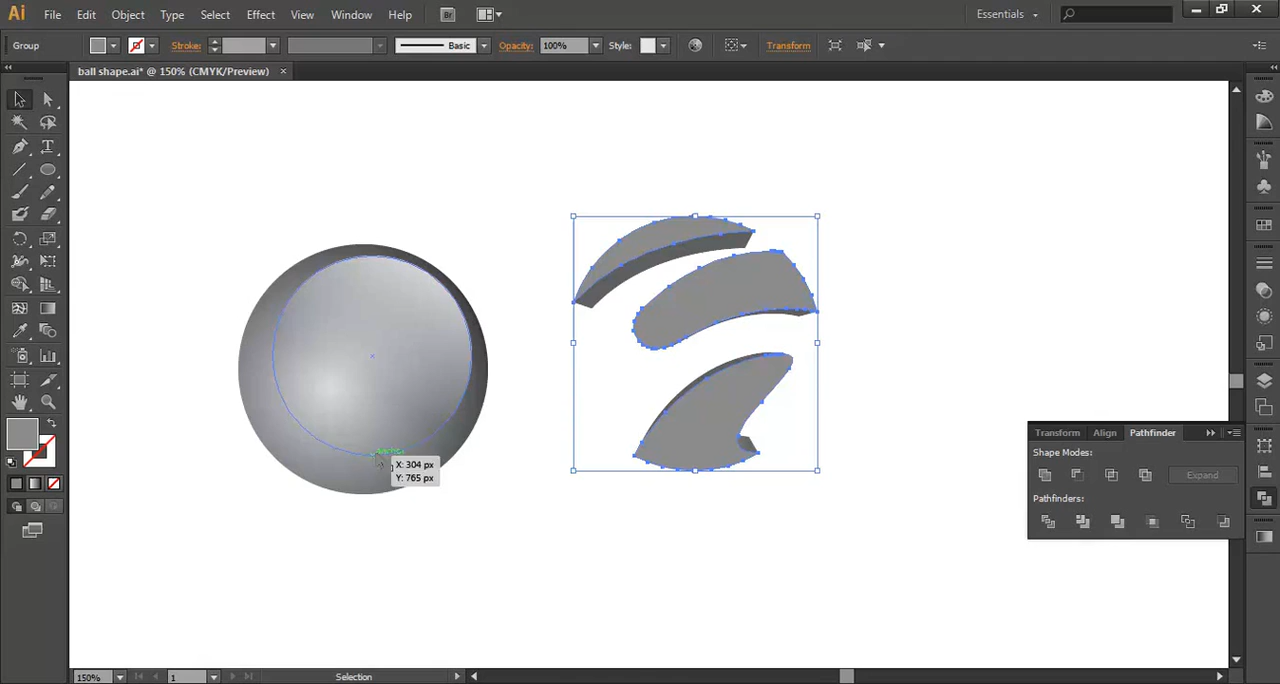 Ai File Edit Object Type Select Effect View Window Help Br Essentials
Group Stroke: Basic Opacity: 100% Style: Transform
ball shape.ai* @ 150% (CMYK/Preview) ×
X: 304 px
Y: 765 px
Transform Align Pathfinder
Shape Modes:
Expand
Pathfinders:
150% 1 Selection